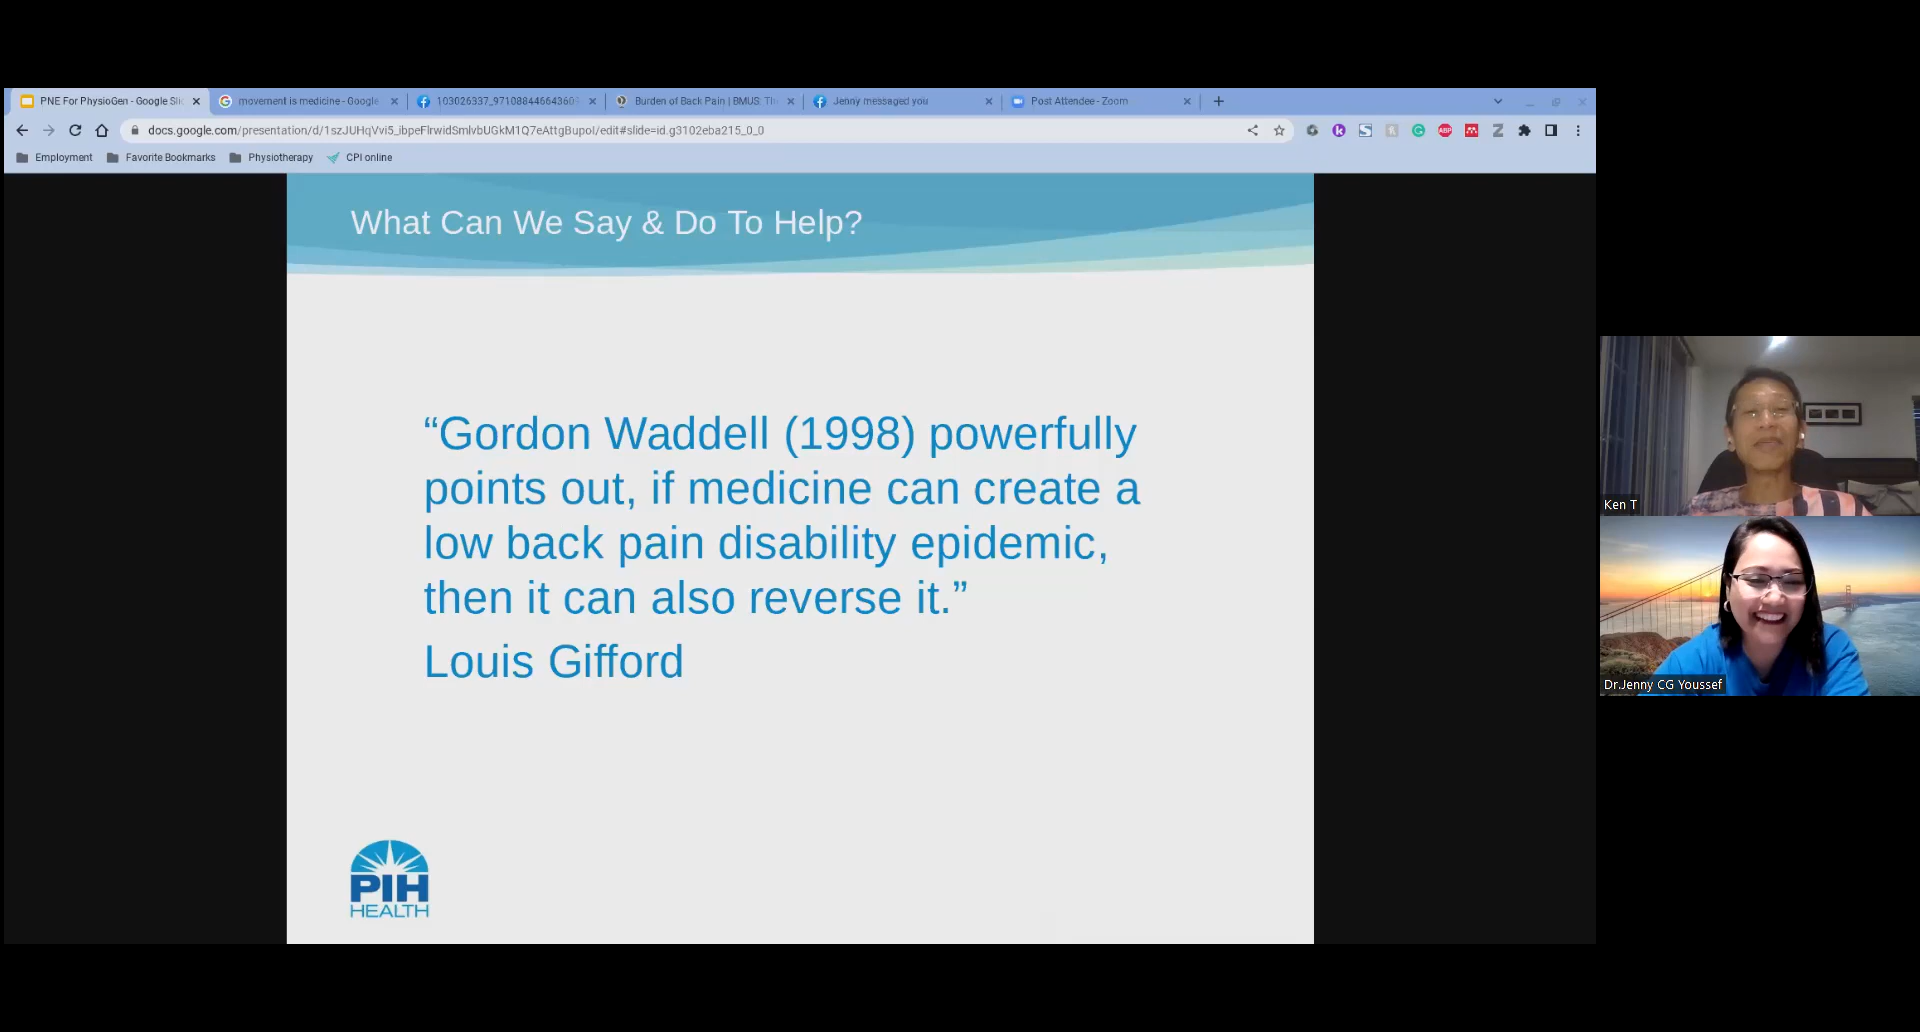 PNE For PhysioGen - Google Sli
movement is medicine - Google
103026337_97108844664360
Burden of Back Pain | BMUS: Th
Jenny messaged you
Post Attendee - Zoom
docs.google.com/presentation/d/1szJUHqVvi5_ibpeFlrwidSmlvbUGkM1Q7eAttgBupoI/edit#slide=id.g3102eba215_0_0
ABP
Employment
Favorite Bookmarks
Physiotherapy
CPI online
What Can We Say & Do To Help?
“Gordon Waddell (1998) powerfully
points out, if medicine can create a
low back pain disability epidemic,
then it can also reverse it.”
Louis Gifford
PIH
HEALTH
Ken T
Dr.Jenny CG Youssef